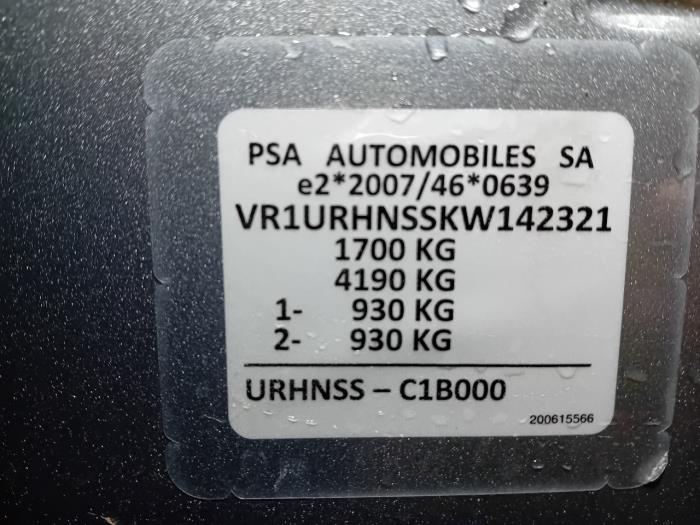 PSA AUTOMOBILES SA
e2*2007/46*0639
VR1URHNSSKW142321
1700 KG
4190 KG
1- 930 KG
2- 930 KG
URHNSS – C1B000
200615566